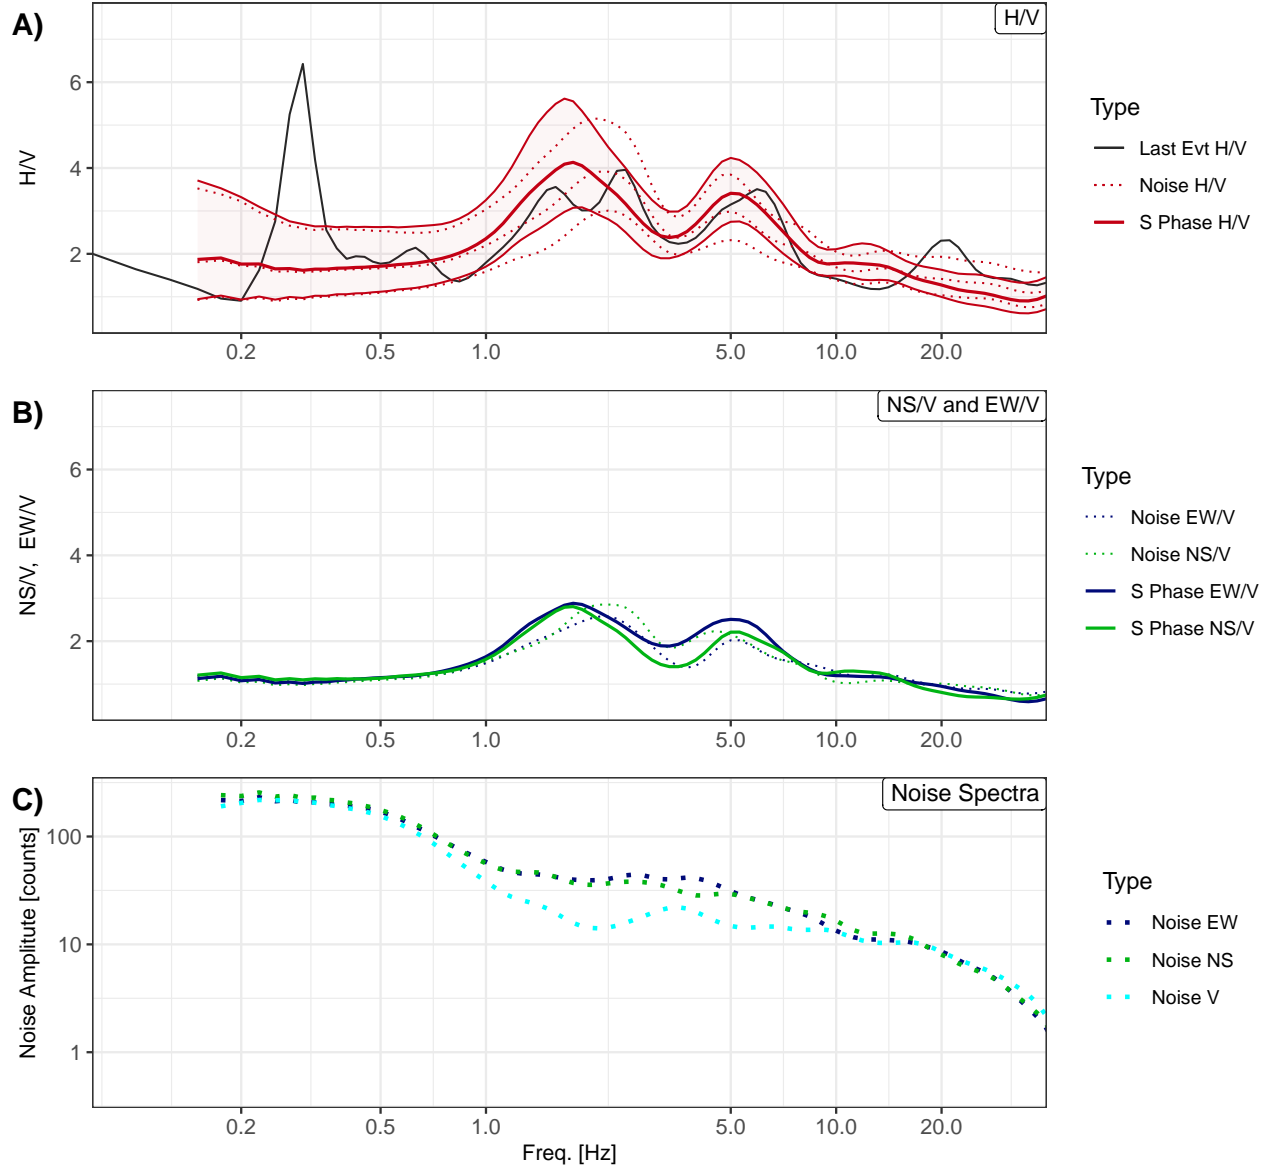 A)
H/V
H/V
6
4
2
0.2 0.5 1.0 5.0 10.0 20.0
Type
Last Evt H/V
Noise H/V
S Phase H/V
B)
NS/V and EW/V
NS/V, EW/V
6
4
2
0.2 0.5 1.0 5.0 10.0 20.0
Type
Noise EW/V
Noise NS/V
S Phase EW/V
S Phase NS/V
C)
Noise Spectra
Noise Amplitute [counts]
100
10
1
0.2 0.5 1.0 5.0 10.0 20.0
Freq. [Hz]
Type
Noise EW
Noise NS
Noise V